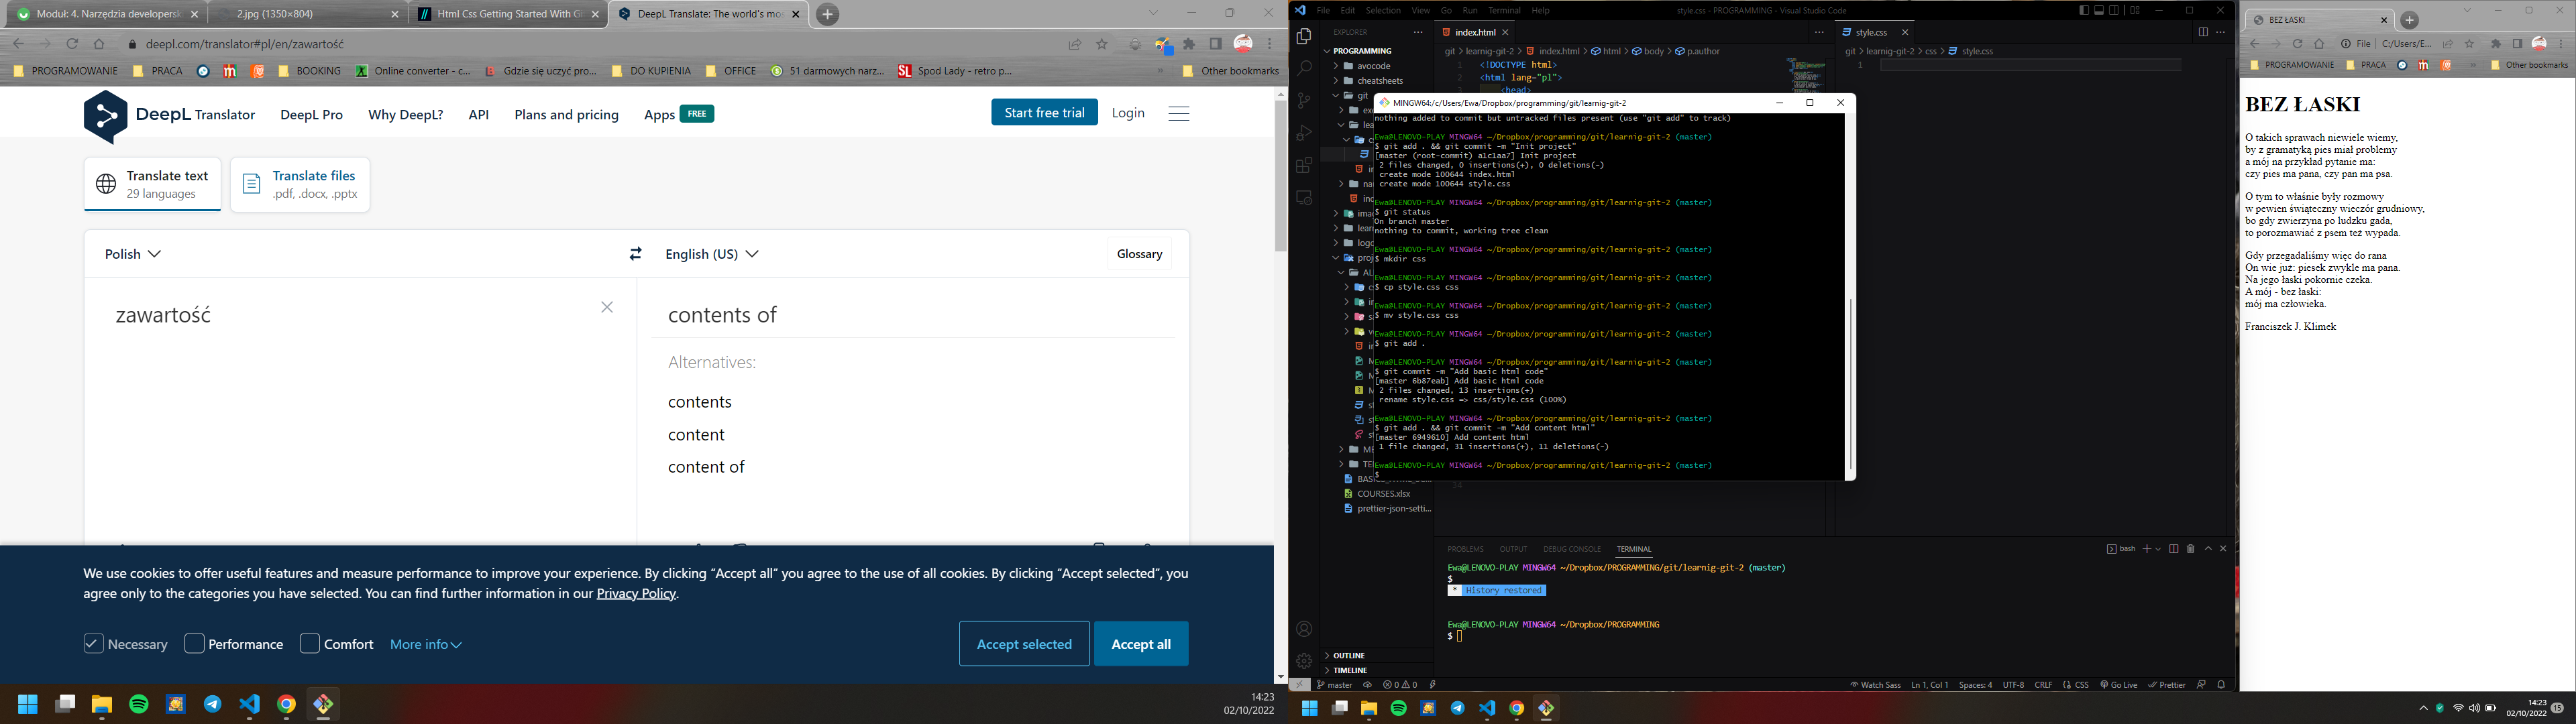 Moduł: 4. Narzędzia developersk
2.jpg (1350×804)
Html Css Getting Started With Gi
DeepL Translate: The world's mos
deepl.com/translator#pl/en/zawartość
PROGRAMOWANIE
PRACA
BOOKING
Online converter - c...
Gdzie się uczyć pro...
DO KUPIENIA
OFFICE
51 darmowych narz...
Spod Lady - retro p...
Other bookmarks
DeepL Translator
DeepL Pro
Why DeepL?
API
Plans and pricing
Apps FREE
Start free trial
Login
Translate text
29 languages
Translate files
.pdf, .docx, .pptx
Polish
English (US)
Glossary
zawartość
contents of
Alternatives:
contents
content
content of
We use cookies to offer useful features and measure performance to improve your experience. By clicking “Accept all” you agree to the use of all cookies. By clicking “Accept selected”, you
agree only to the categories you have selected. You can find further information in our Privacy Policy.
Necessary
Performance
Comfort
More info
Accept selected
Accept all
14:23
02/10/2022
File Edit Selection View Go Run Terminal Help
style.css - PROGRAMMING - Visual Studio Code
EXPLORER
PROGRAMMING
avocode
cheatsheets
git
BASICS_HTML_...
COURSES.xlsx
prettier-json-setti...
OUTLINE
TIMELINE
index.html
git > learnig-git-2 > index.html > html > body > p.author
1 <!DOCTYPE html>
2 <html lang="pl">
3 <head>
34
style.css
git > learnig-git-2 > css > style.css
1
MINGW64:/c/Users/Ewa/Dropbox/programming/git/learnig-git-2
nothing added to commit but untracked files present (use "git add" to track)
Ewa@LENOVO-PLAY MINGW64 ~/Dropbox/programming/git/learnig-git-2 (master)
$ git add . && git commit -m "Init project"
[master (root-commit) a1c1aa7] Init project
2 files changed, 0 insertions(+), 0 deletions(-)
create mode 100644 index.html
create mode 100644 style.css
Ewa@LENOVO-PLAY MINGW64 ~/Dropbox/programming/git/learnig-git-2 (master)
$ git status
On branch master
nothing to commit, working tree clean
Ewa@LENOVO-PLAY MINGW64 ~/Dropbox/programming/git/learnig-git-2 (master)
$ mkdir css
Ewa@LENOVO-PLAY MINGW64 ~/Dropbox/programming/git/learnig-git-2 (master)
$ cp style.css css
Ewa@LENOVO-PLAY MINGW64 ~/Dropbox/programming/git/learnig-git-2 (master)
$ mv style.css css
Ewa@LENOVO-PLAY MINGW64 ~/Dropbox/programming/git/learnig-git-2 (master)
$ git add .
Ewa@LENOVO-PLAY MINGW64 ~/Dropbox/programming/git/learnig-git-2 (master)
$ git commit -m "Add basic html code"
[master 6b87eab] Add basic html code
2 files changed, 13 insertions(+)
rename style.css => css/style.css (100%)
Ewa@LENOVO-PLAY MINGW64 ~/Dropbox/programming/git/learnig-git-2 (master)
$ git add . && git commit -m "Add content html"
[master 6949610] Add content html
1 file changed, 31 insertions(+), 11 deletions(-)
Ewa@LENOVO-PLAY MINGW64 ~/Dropbox/programming/git/learnig-git-2 (master)
$
PROBLEMS OUTPUT DEBUG CONSOLE TERMINAL
bash
Ewa@LENOVO-PLAY MINGW64 ~/Dropbox/PROGRAMMING/git/learnig-git-2 (master)
$
* History restored
Ewa@LENOVO-PLAY MINGW64 ~/Dropbox/PROGRAMMING
$
master
0 0
Watch Sass
Ln 1, Col 1
Spaces: 4
UTF-8
CRLF
CSS
Go Live
Prettier
BEZ ŁASKI
File
C:/Users/E...
PROGRAMOWANIE
PRACA
Other bookmarks
BEZ ŁASKI
O takich sprawach niewiele wiemy,
by z gramatyką pies miał problemy
a mój na przykład pytanie ma:
czy pies ma pana, czy pan ma psa.
O tym to właśnie były rozmowy
w pewien świąteczny wieczór grudniowy,
bo gdy zwierzyna po ludzku gada,
to porozmawiać z psem też wypada.
Gdy przegadaliśmy więc do rana
On wie już: piesek zwykle ma pana.
Na jego łaski pokornie czeka.
A mój - bez łaski:
mój ma człowieka.
Franciszek J. Klimek
14:23
02/10/2022
15